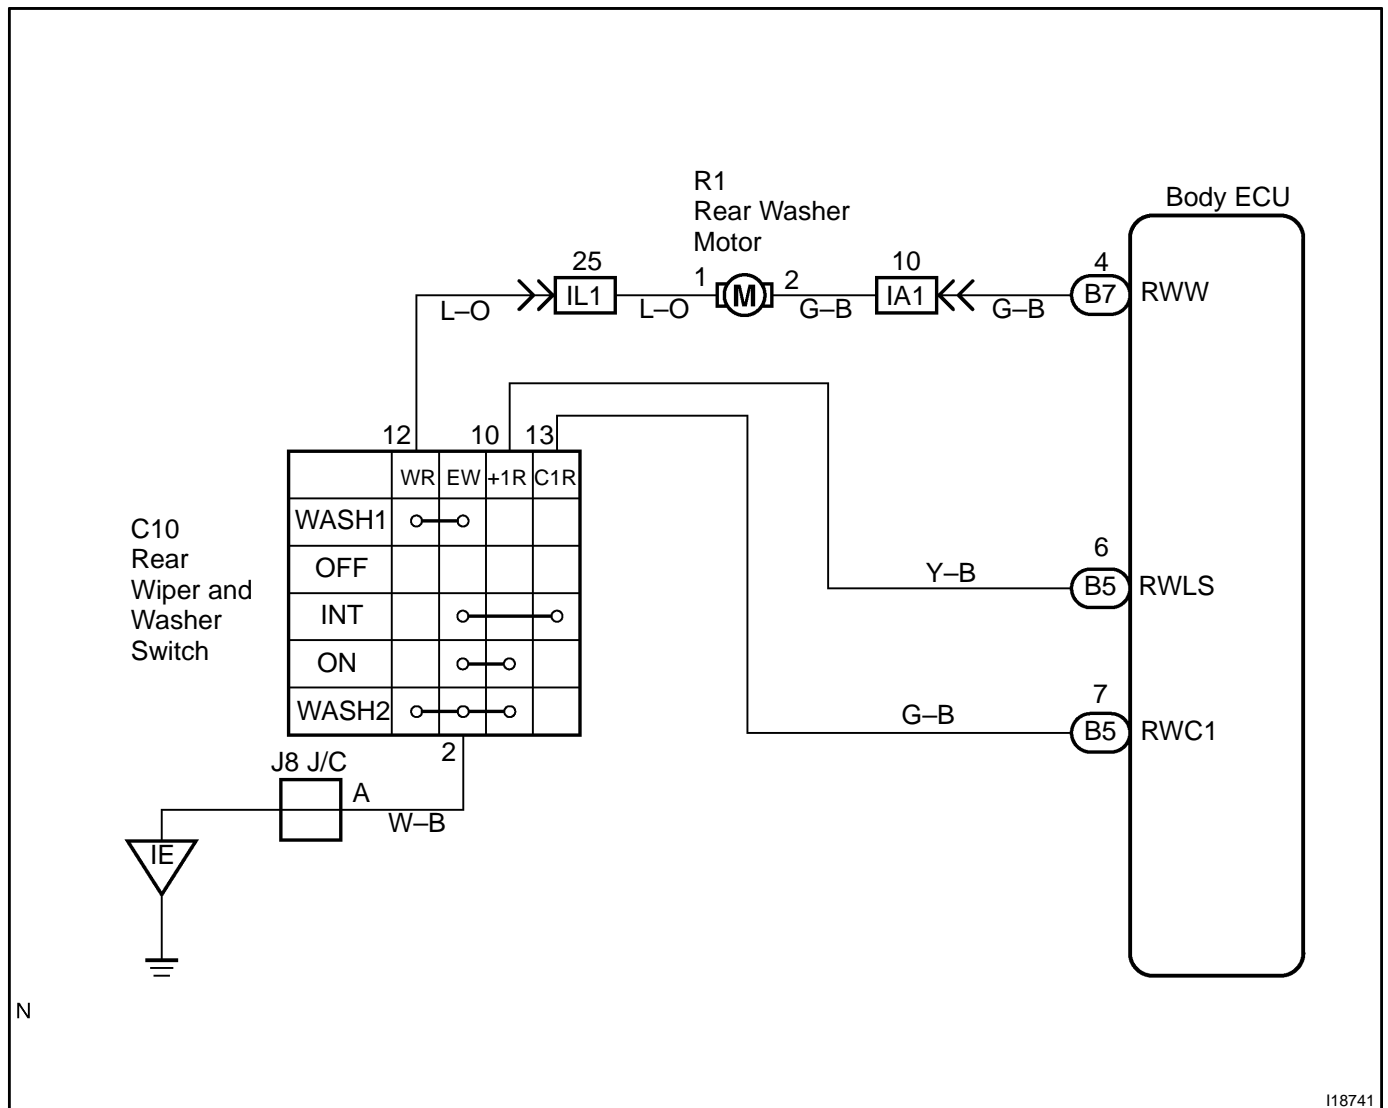 R1
Rear Washer
Motor
Body ECU
25
IL1
L–O
L–O
1
M
2
G–B
10
IA1
G–B
4
B7
RWW
12
10
13
WR EW +1R C1R
WASH1
OFF
INT
ON
WASH2
C10
Rear
Wiper and
Washer
Switch
Y–B
6
B5
RWLS
G–B
7
B5
RWC1
2
J8 J/C
A
W–B
IE
N
I18741